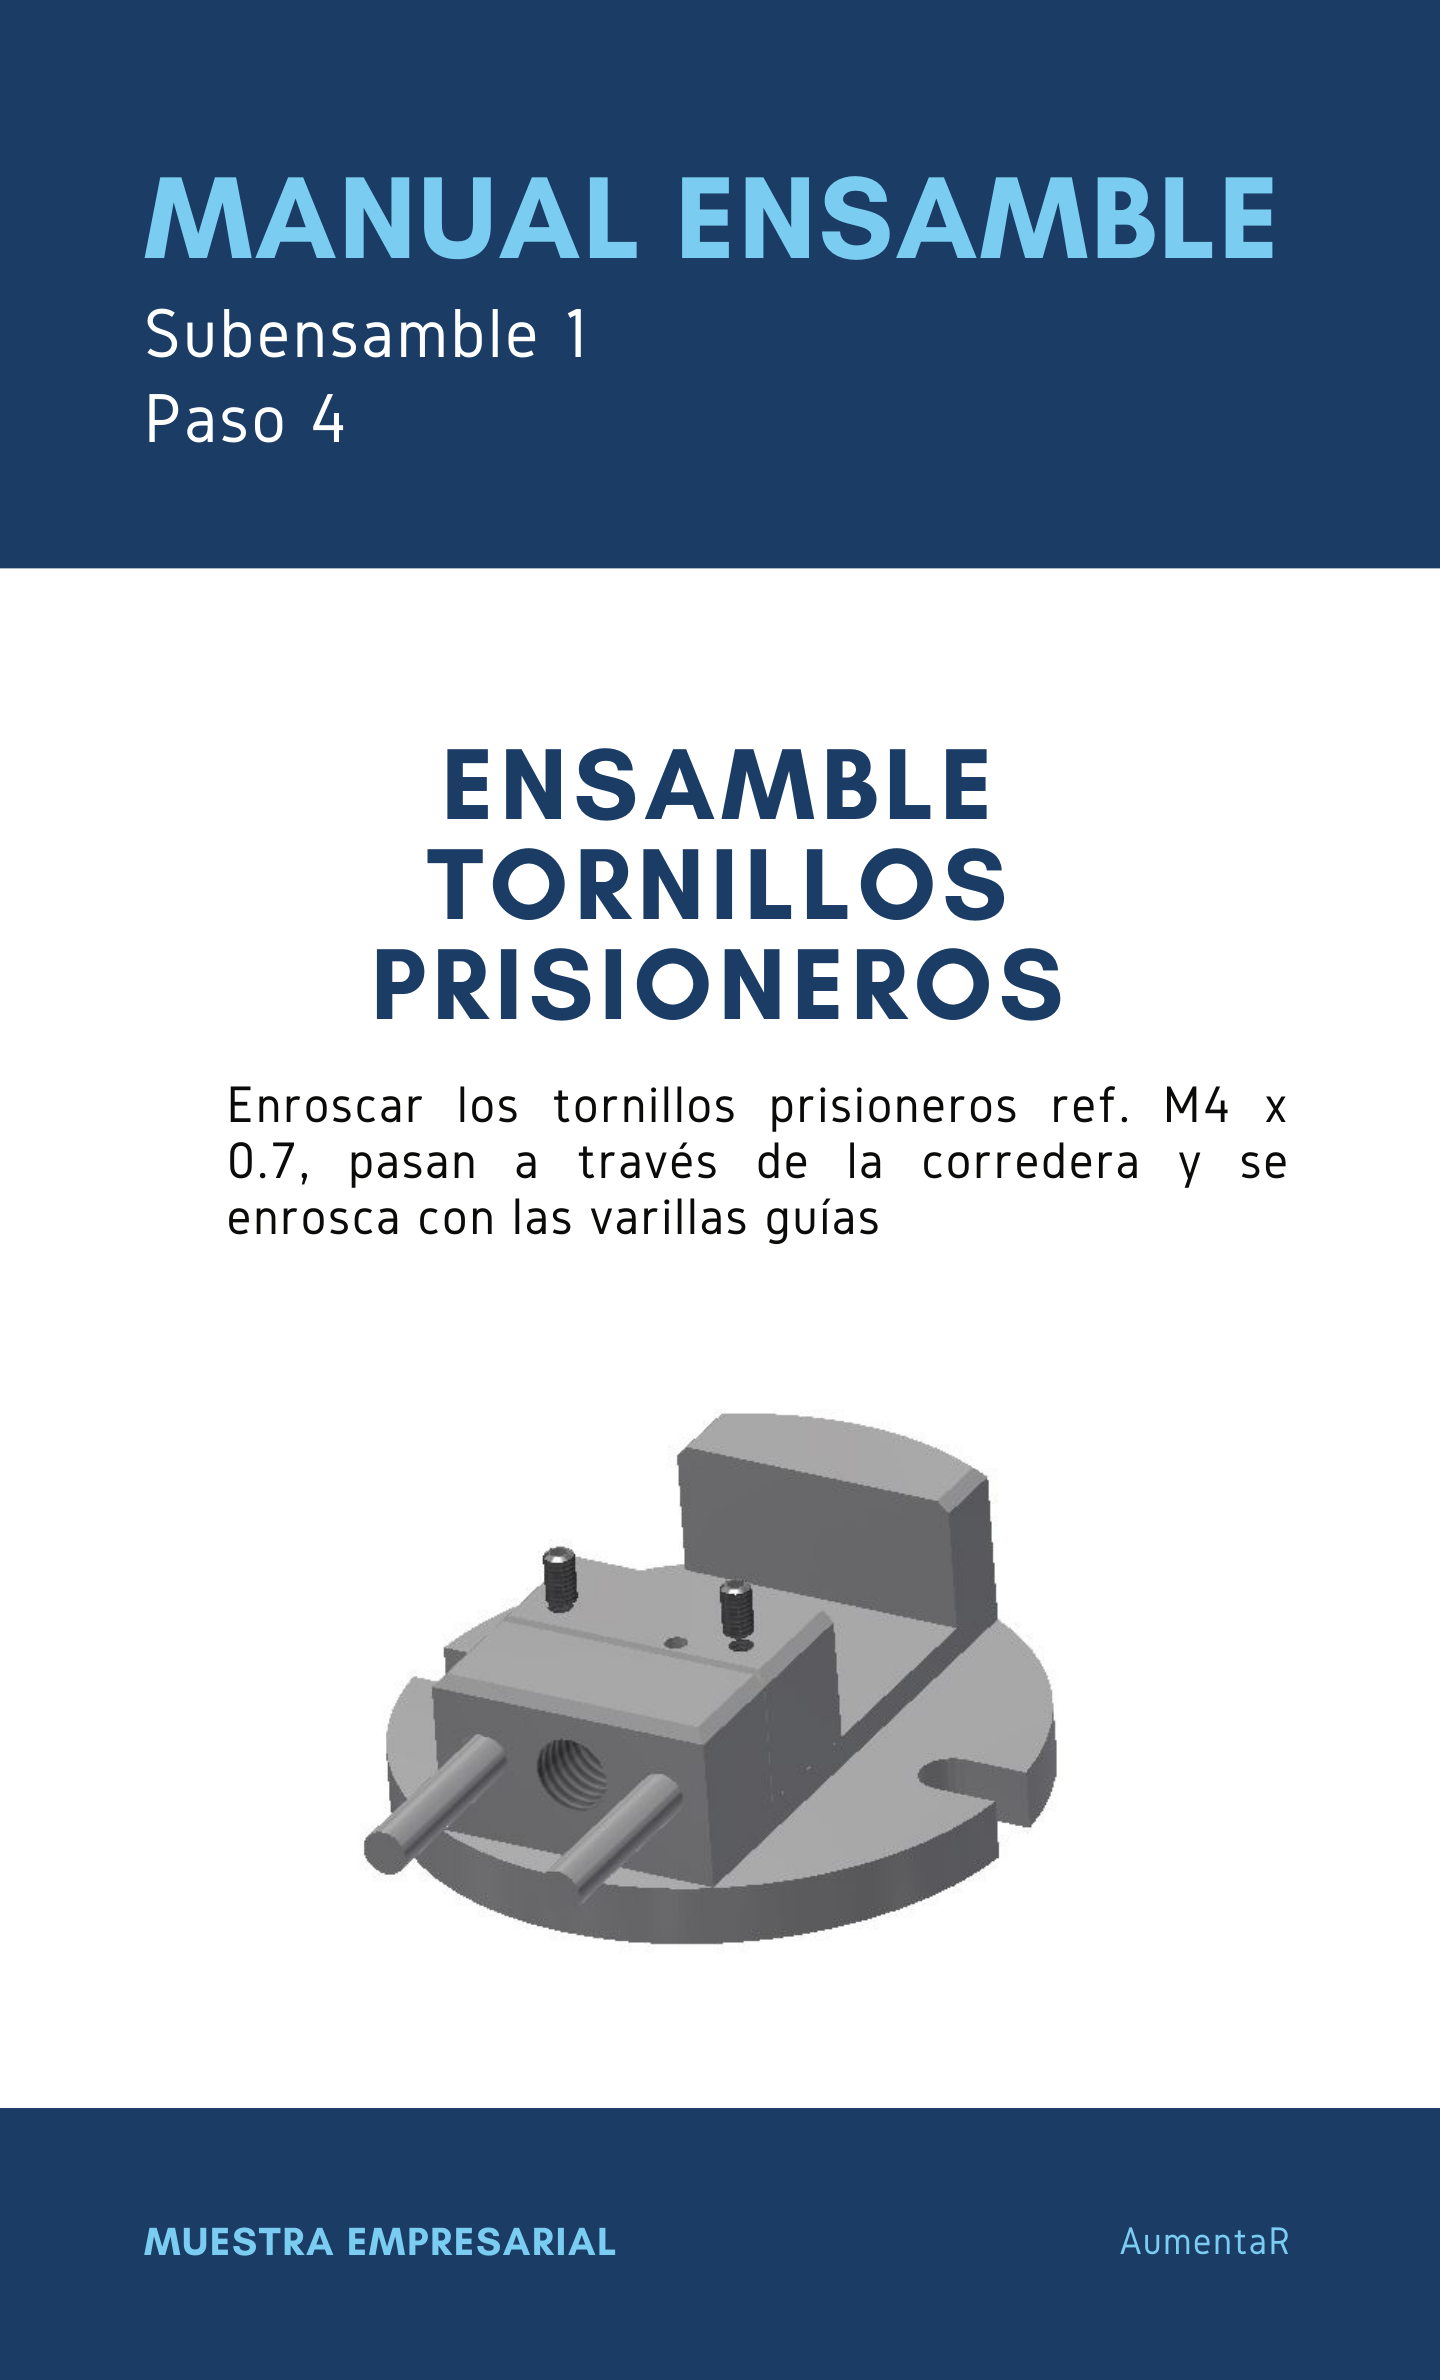 MANUAL ENSAMBLE
Subensamble 1
Paso 4
ENSAMBLE
TORNILLOS
PRISIONEROS
Enroscar los tornillos prisioneros ref. M4 x
0.7, pasan a través de la corredera y se
enrosca con las varillas guías
MUESTRA EMPRESARIAL
AumentaR